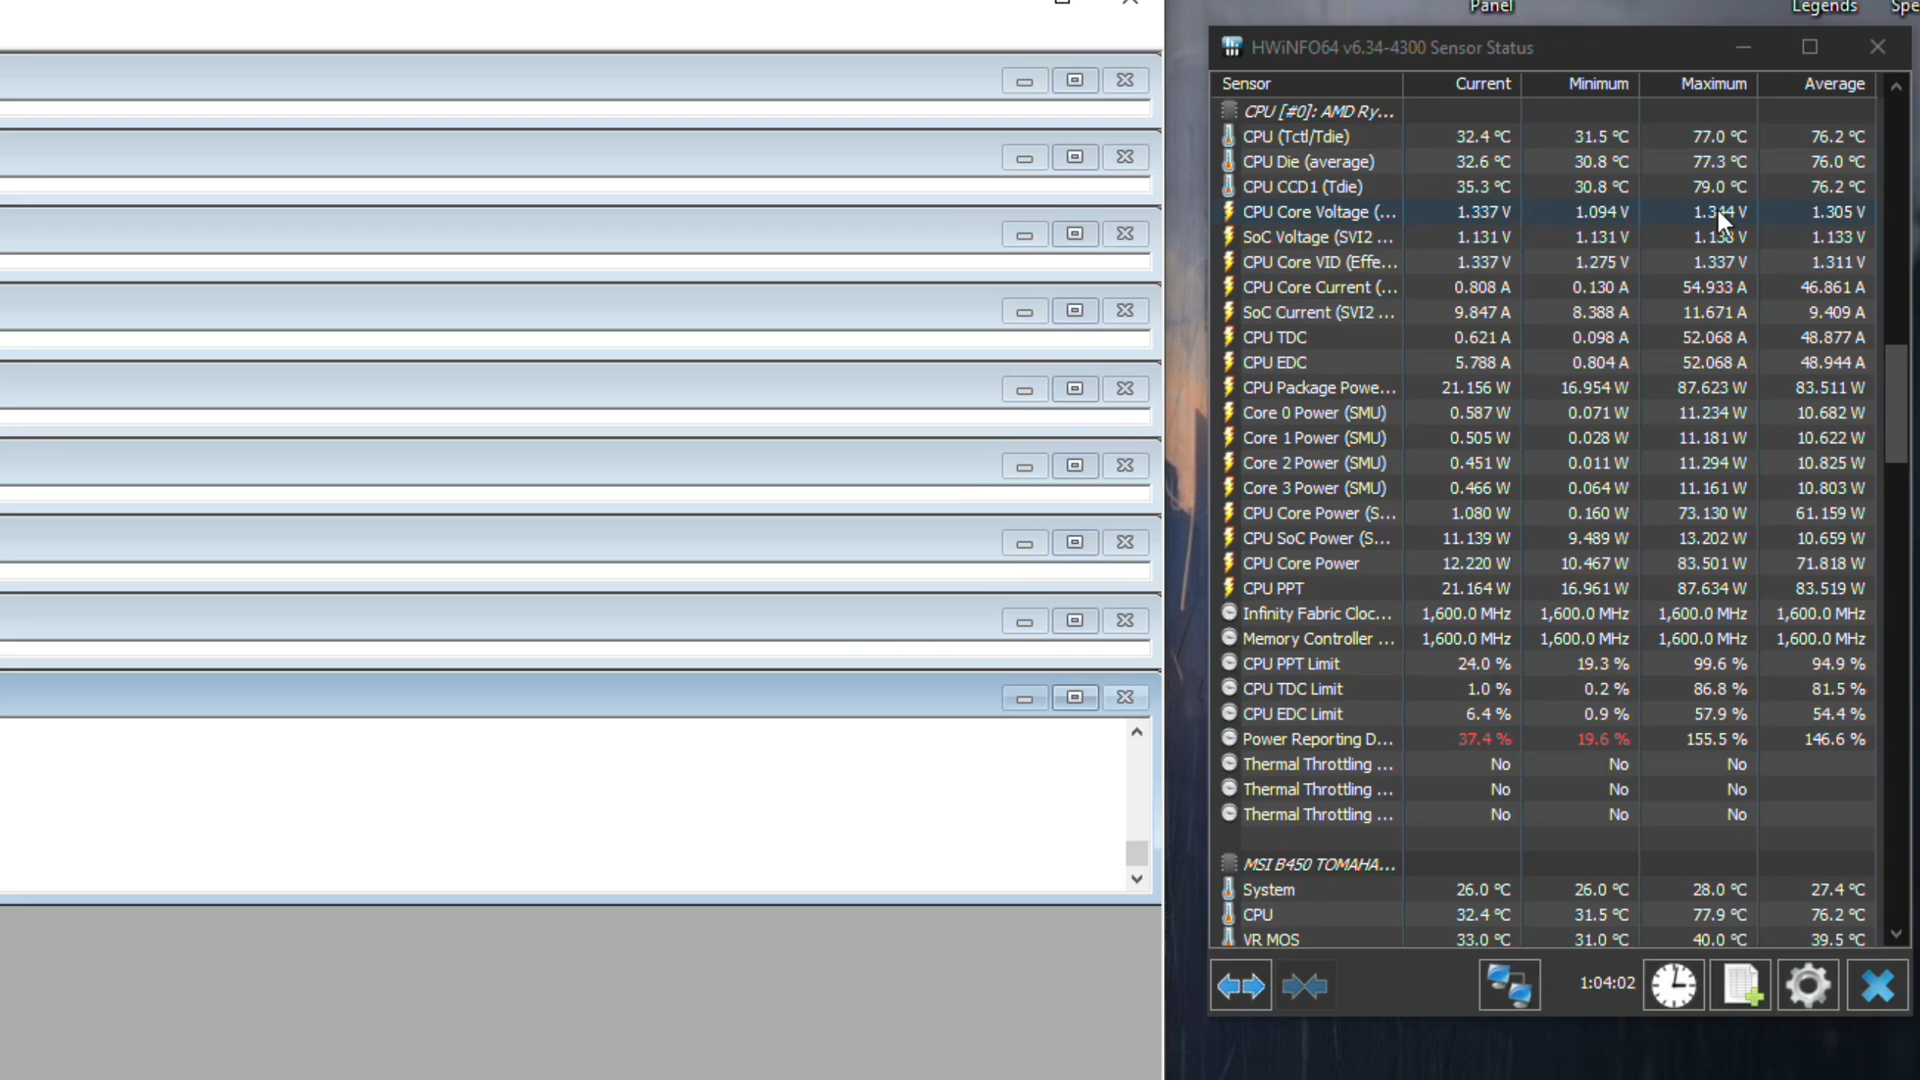 Panel
Legends
Spe
HWiNFO64 v6.34-4300 Sensor Status
Sensor Current Minimum Maximum Average
CPU [#0]: AMD Ry...
CPU (Tctl/Tdie) 32.4 ℃ 31.5 ℃ 77.0 ℃ 76.2 ℃
CPU Die (average) 32.6 ℃ 30.8 ℃ 77.3 ℃ 76.0 ℃
CPU CCD1 (Tdie) 35.3 ℃ 30.8 ℃ 79.0 ℃ 76.2 ℃
CPU Core Voltage (... 1.337 V 1.094 V 1.344 V 1.305 V
SoC Voltage (SVI2 ... 1.131 V 1.131 V 1.138 V 1.133 V
CPU Core VID (Effe... 1.337 V 1.275 V 1.337 V 1.311 V
CPU Core Current (... 0.808 A 0.130 A 54.933 A 46.861 A
SoC Current (SVI2 ... 9.847 A 8.388 A 11.671 A 9.409 A
CPU TDC 0.621 A 0.098 A 52.068 A 48.877 A
CPU EDC 5.788 A 0.804 A 52.068 A 48.944 A
CPU Package Powe... 21.156 W 16.954 W 87.623 W 83.511 W
Core 0 Power (SMU) 0.587 W 0.071 W 11.234 W 10.682 W
Core 1 Power (SMU) 0.505 W 0.028 W 11.181 W 10.622 W
Core 2 Power (SMU) 0.451 W 0.011 W 11.294 W 10.825 W
Core 3 Power (SMU) 0.466 W 0.064 W 11.161 W 10.803 W
CPU Core Power (S... 1.080 W 0.160 W 73.130 W 61.159 W
CPU SoC Power (S... 11.139 W 9.489 W 13.202 W 10.659 W
CPU Core Power 12.220 W 10.467 W 83.501 W 71.818 W
CPU PPT 21.164 W 16.961 W 87.634 W 83.519 W
Infinity Fabric Cloc... 1,600.0 MHz 1,600.0 MHz 1,600.0 MHz 1,600.0 MHz
Memory Controller ... 1,600.0 MHz 1,600.0 MHz 1,600.0 MHz 1,600.0 MHz
CPU PPT Limit 24.0 % 19.3 % 99.6 % 94.9 %
CPU TDC Limit 1.0 % 0.2 % 86.8 % 81.5 %
CPU EDC Limit 6.4 % 0.9 % 57.9 % 54.4 %
Power Reporting D... 37.4 % 19.6 % 155.5 % 146.6 %
Thermal Throttling ... No No No
Thermal Throttling ... No No No
Thermal Throttling ... No No No
MSI B450 TOMAHA...
System 26.0 ℃ 26.0 ℃ 28.0 ℃ 27.4 ℃
CPU 32.4 ℃ 31.5 ℃ 77.9 ℃ 76.2 ℃
VR MOS 33.0 ℃ 31.0 ℃ 40.0 ℃ 39.5 ℃
1:04:02